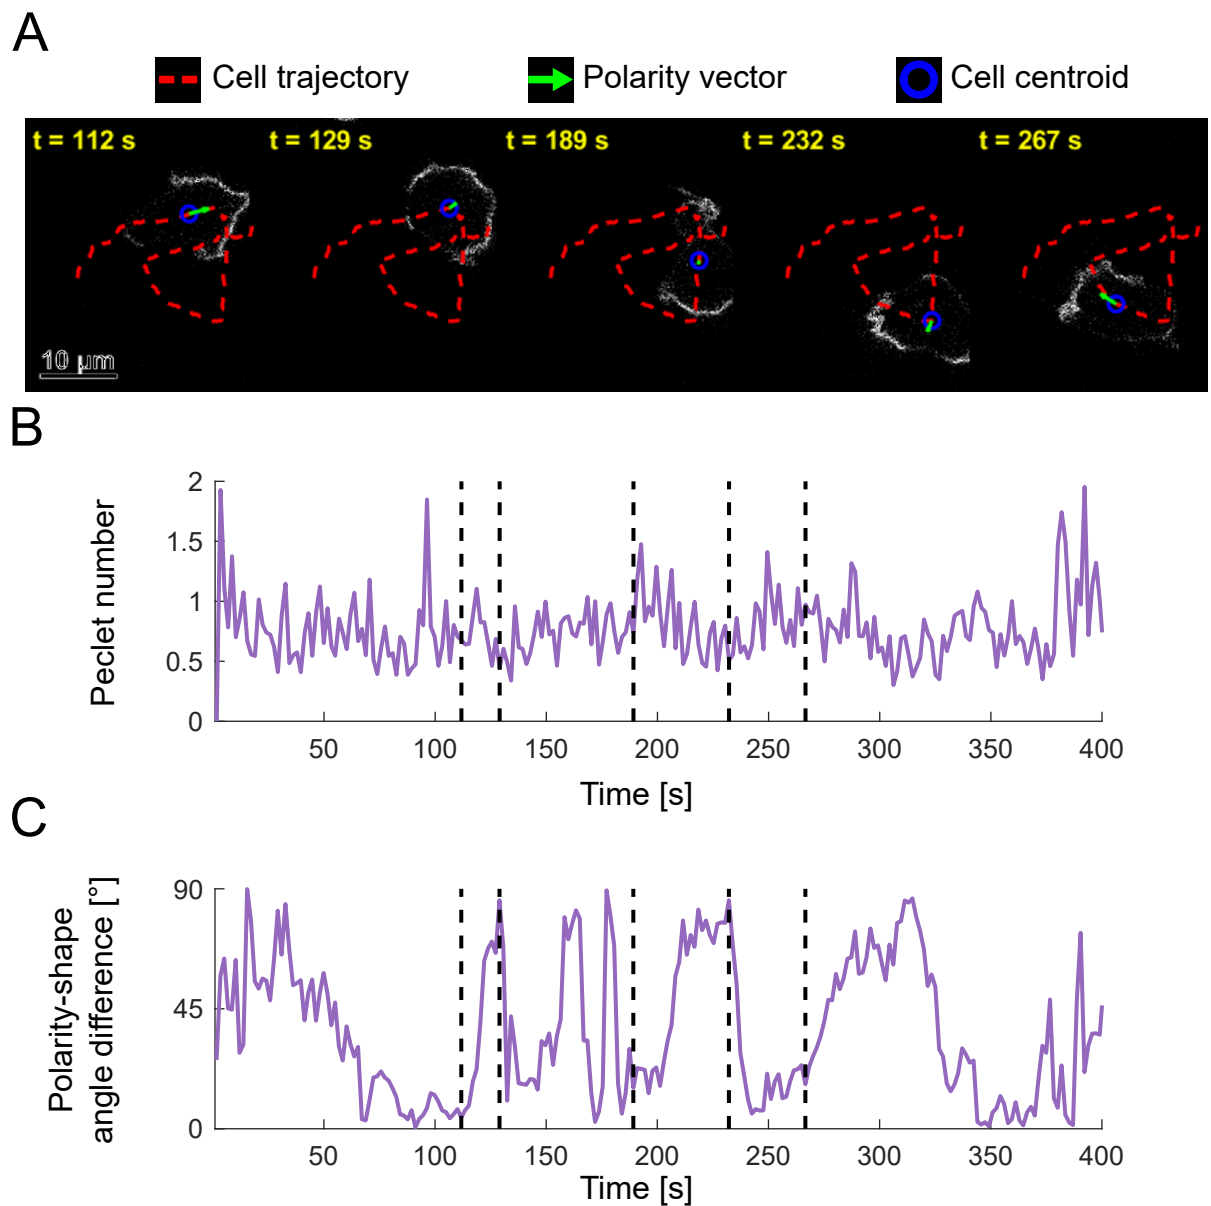 A
Cell trajectory
Polarity vector
Cell centroid
t = 112 s
t = 129 s
t = 189 s
t = 232 s
t = 267 s
10 µm
B
Peclet number
2
1.5
1
0.5
0
50
100
150
200
250
300
350
400
Time [s]
C
Polarity-shape
angle difference [°]
90
45
0
50
100
150
200
250
300
350
400
Time [s]